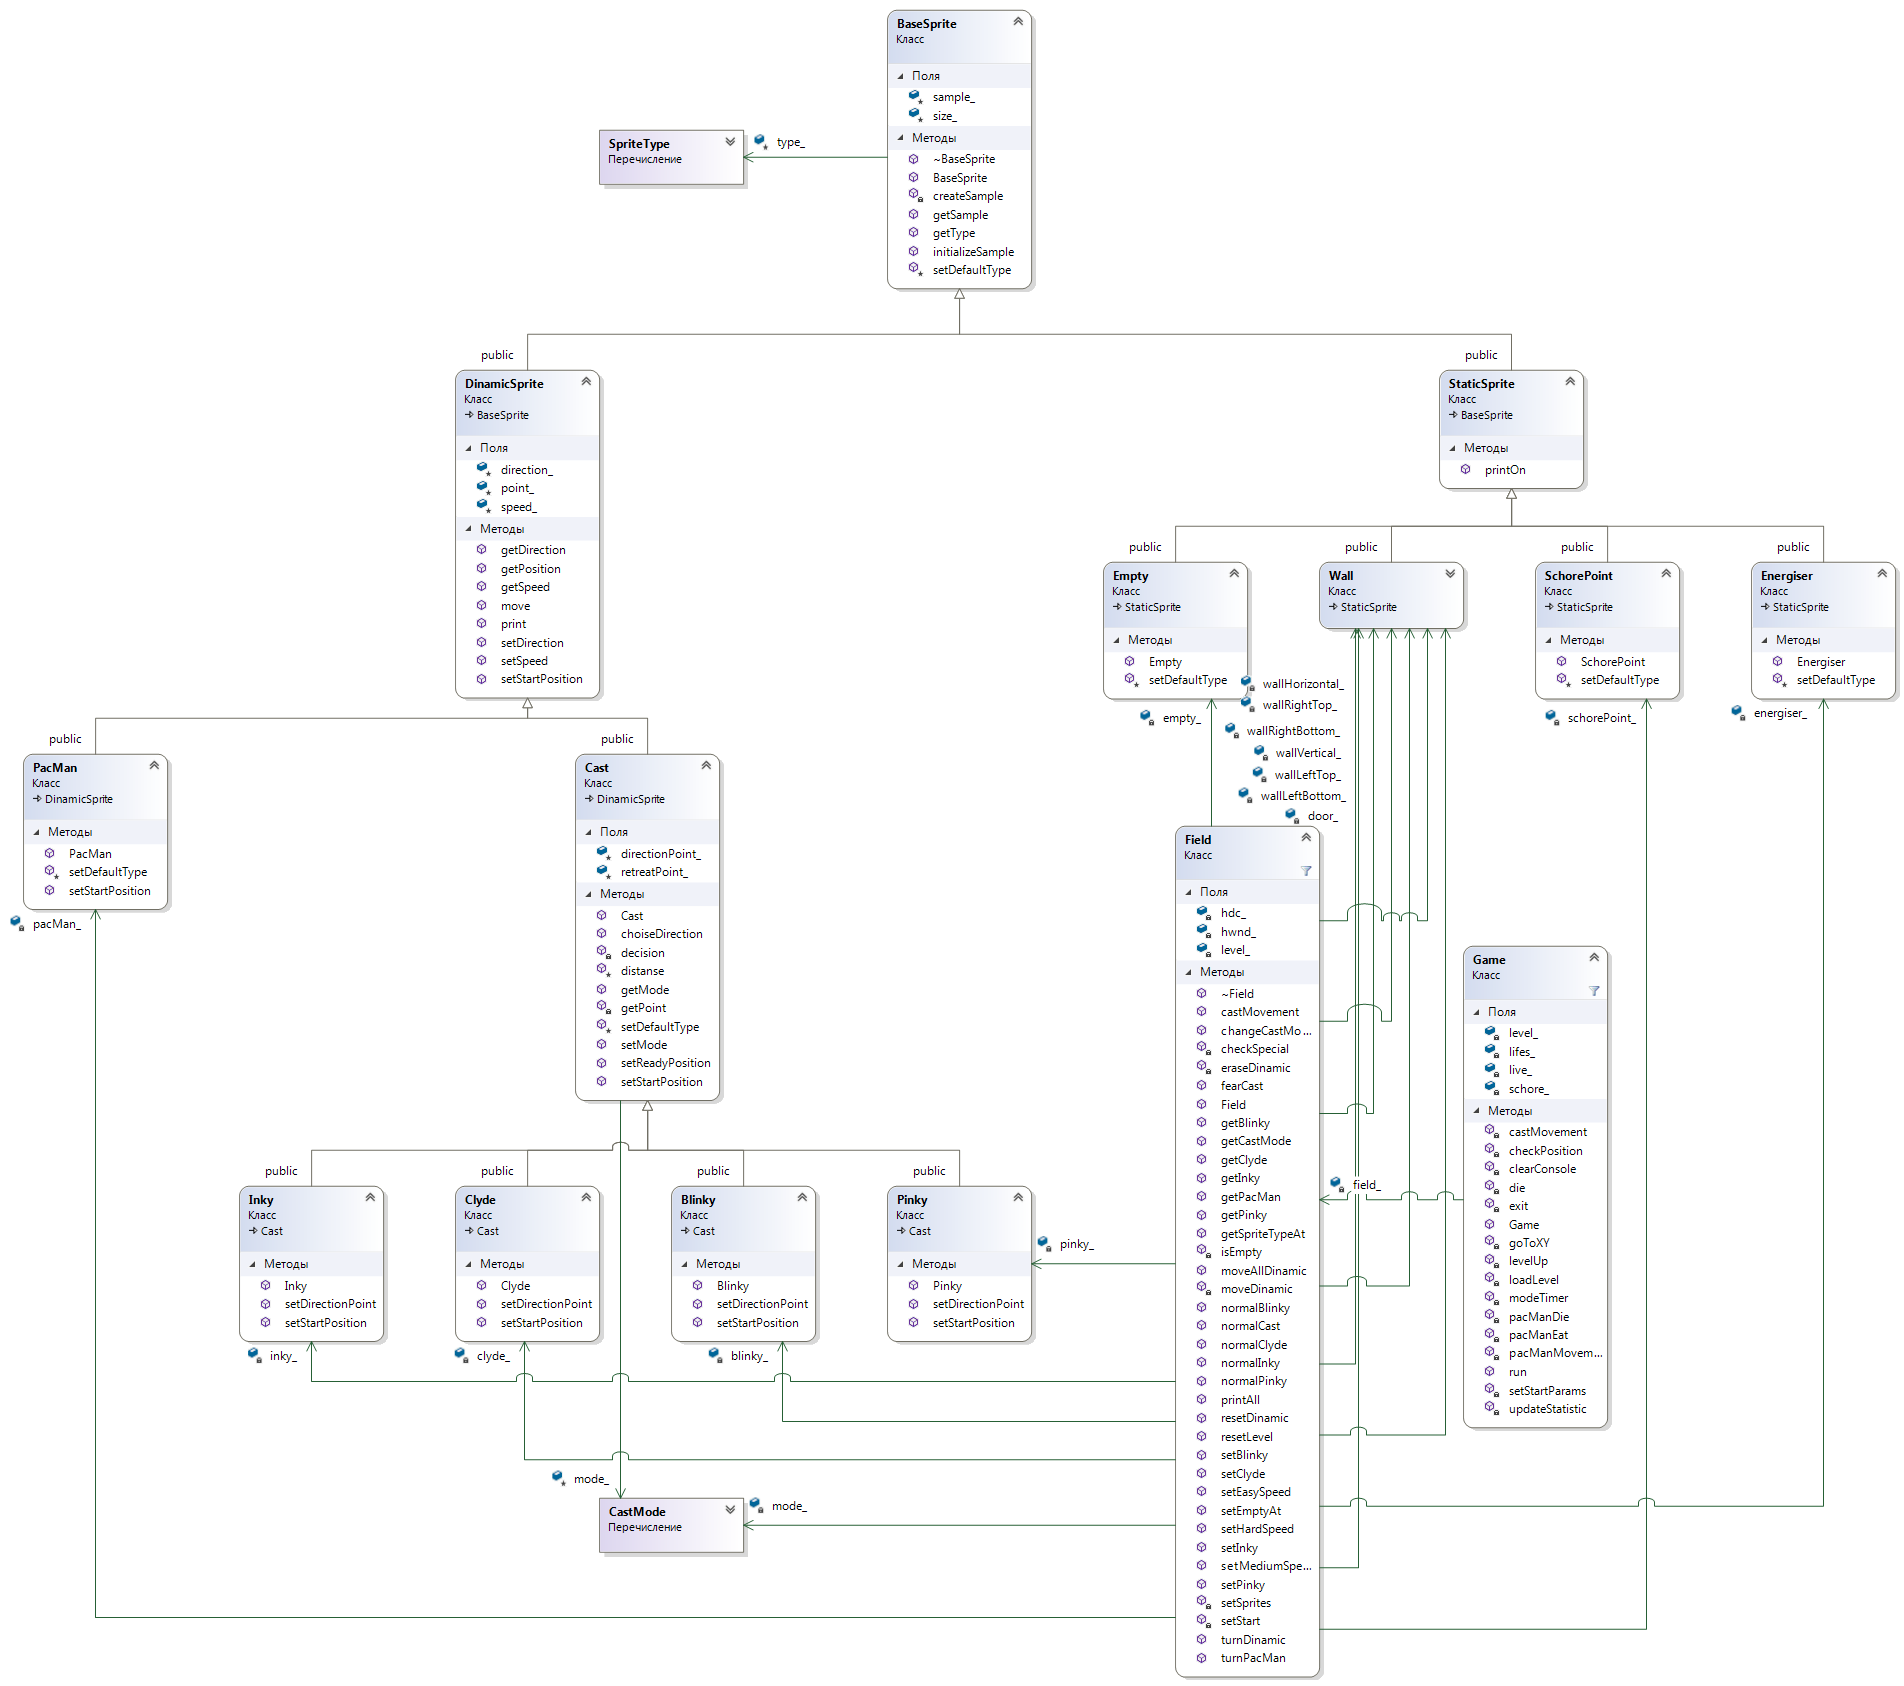 BaseSprite
Класс
Поля
sample_
size_
Методы
~BaseSprite
BaseSprite
createSample
getSample
getType
initializeSample
setDefaultType
SpriteType
Перечисление
type_
public
public
DinamicSprite
Класс
BaseSprite
Поля
direction_
point_
speed_
Методы
getDirection
getPosition
getSpeed
move
print
setDirection
setSpeed
setStartPosition
StaticSprite
Класс
BaseSprite
Методы
printOn
public
public
public
public
Empty
Класс
StaticSprite
Методы
Empty
setDefaultType
Wall
Класс
StaticSprite
SchorePoint
Класс
StaticSprite
Методы
SchorePoint
setDefaultType
Energiser
Класс
StaticSprite
Методы
Energiser
setDefaultType
empty_
wallHorizontal_
wallRightTop_
wallRightBottom_
wallVertical_
wallLeftTop_
wallLeftBottom_
door_
schorePoint_
energiser_
public
public
PacMan
Класс
DinamicSprite
Методы
PacMan
setDefaultType
setStartPosition
pacMan_
Cast
Класс
DinamicSprite
Поля
directionPoint_
retreatPoint_
Методы
Cast
choiseDirection
decision
distanse
getMode
getPoint
setDefaultType
setMode
setReadyPosition
setStartPosition
Field
Класс
Поля
hdc_
hwnd_
level_
Методы
~Field
castMovement
changeCastMo...
checkSpecial
eraseDinamic
fearCast
Field
getBlinky
getCastMode
getClyde
getInky
getPacMan
getPinky
getSpriteTypeAt
isEmpty
moveAllDinamic
moveDinamic
normalBlinky
normalCast
normalClyde
normalInky
normalPinky
printAll
resetDinamic
resetLevel
setBlinky
setClyde
setEasySpeed
setEmptyAt
setHardSpeed
setInky
setMediumSpe...
setPinky
setSprites
setStart
turnDinamic
turnPacMan
Game
Класс
Поля
level_
lifes_
live_
schore_
Методы
castMovement
checkPosition
clearConsole
die
exit
Game
goToXY
levelUp
loadLevel
modeTimer
pacManDie
pacManEat
pacManMovem...
run
setStartParams
updateStatistic
field_
public
public
public
public
Inky
Класс
Cast
Методы
Inky
setDirectionPoint
setStartPosition
Clyde
Класс
Cast
Методы
Clyde
setDirectionPoint
setStartPosition
Blinky
Класс
Cast
Методы
Blinky
setDirectionPoint
setStartPosition
Pinky
Класс
Cast
Методы
Pinky
setDirectionPoint
setStartPosition
pinky_
inky_
clyde_
blinky_
mode_
CastMode
Перечисление
mode_